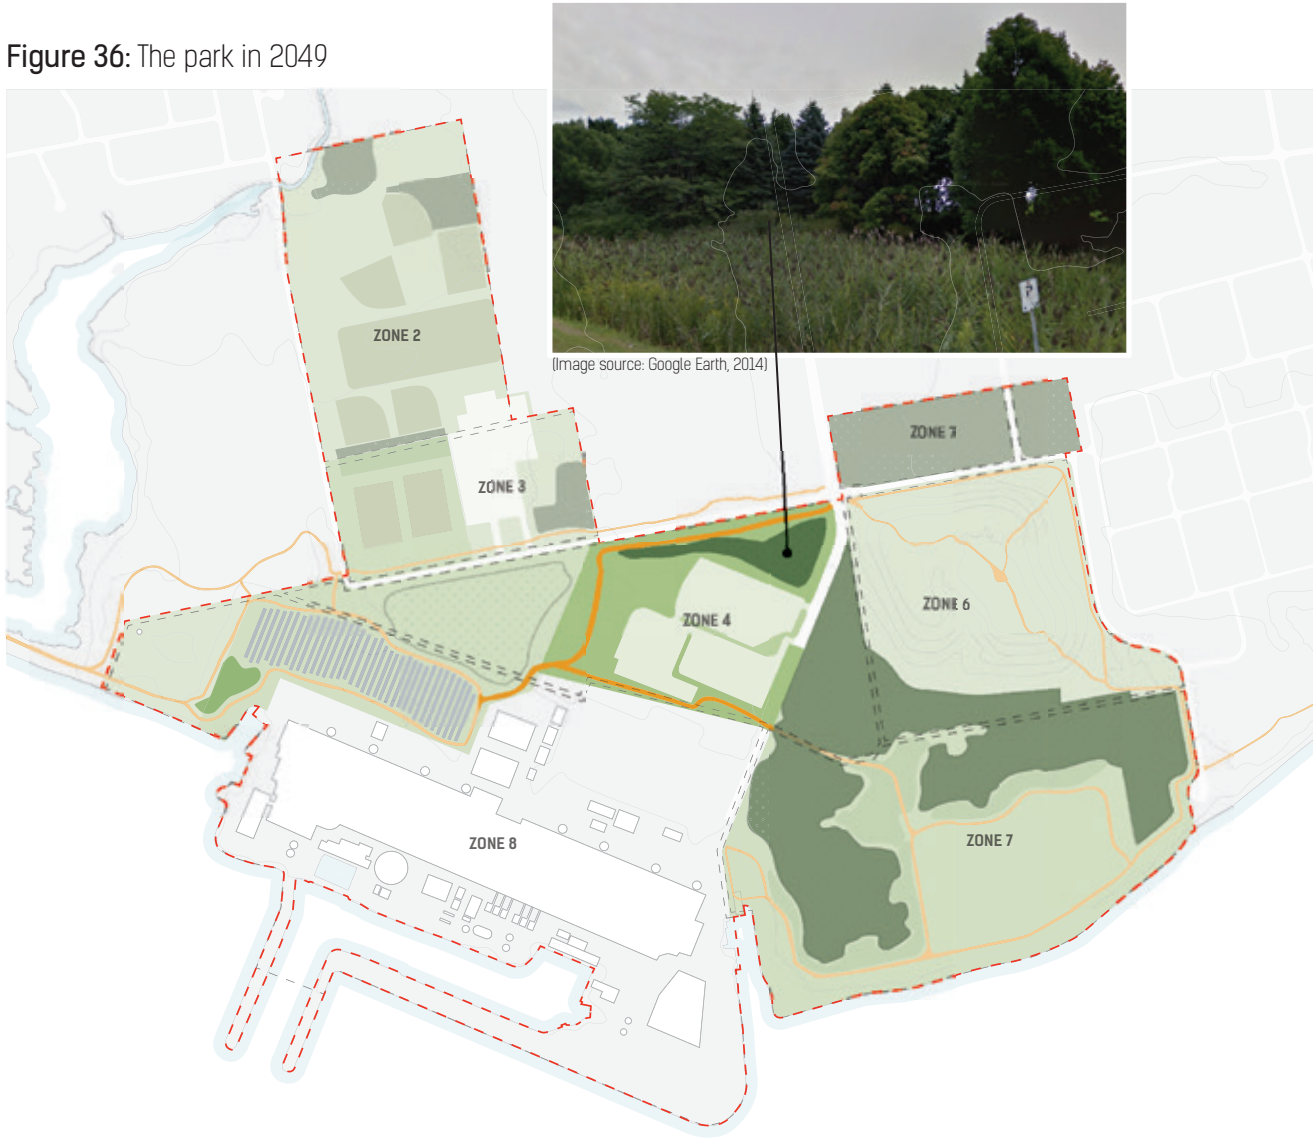 Figure 36: The park in 2049
(Image source: Google Earth, 2014)
ZONE 2
ZONE 7
ZONE 3
ZONE 6
ZONE 4
ZONE 7
ZONE 8